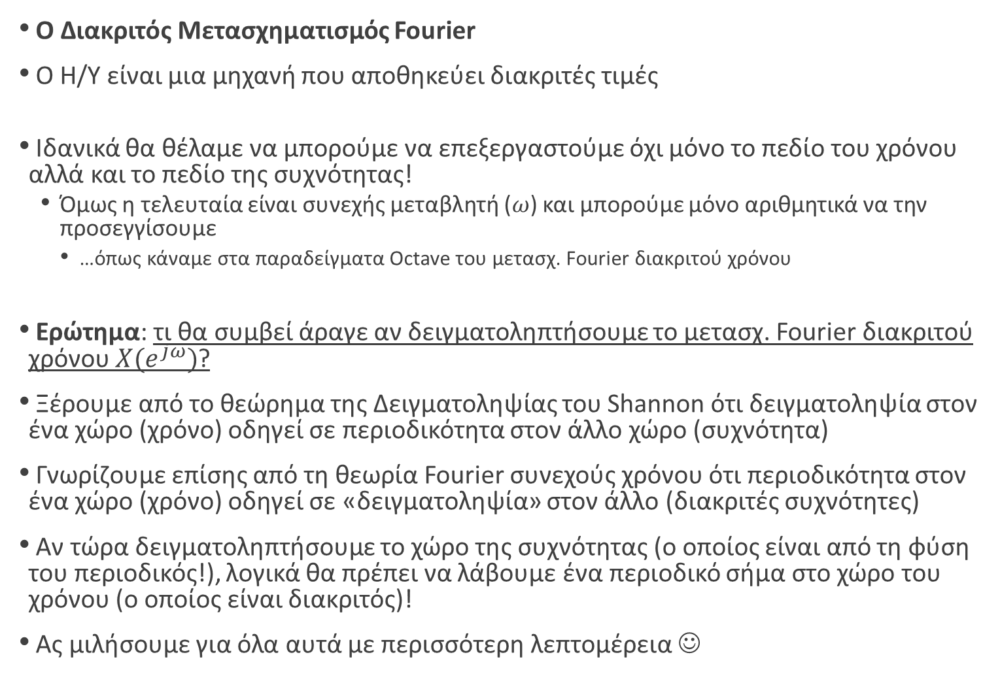 • Ο Διακριτός Μετασχηματισμός Fourier
• Ο Η/Υ είναι μια μηχανή που αποθηκεύει διακριτές τιμές
• Ιδανικά θα θέλαμε να μπορούμε να επεξεργαστούμε όχι μόνο το πεδίο του χρόνου
αλλά και το πεδίο της συχνότητας!
• Όμως η τελευταία είναι συνεχής μεταβλητή (ω) και μπορούμε μόνο αριθμητικά να την
προσεγγίσουμε
• …όπως κάναμε στα παραδείγματα Octave του μετασχ. Fourier διακριτού χρόνου
• Ερώτημα: τι θα συμβεί άραγε αν δειγματοληπτήσουμε το μετασχ. Fourier διακριτού
χρόνου X(e^{jω})?
• Ξέρουμε από το θεώρημα της Δειγματοληψίας του Shannon ότι δειγματοληψία στον
ένα χώρο (χρόνο) οδηγεί σε περιοδικότητα στον άλλο χώρο (συχνότητα)
• Γνωρίζουμε επίσης από τη θεωρία Fourier συνεχούς χρόνου ότι περιοδικότητα στον
ένα χώρο (χρόνο) οδηγεί σε «δειγματοληψία» στον άλλο (διακριτές συχνότητες)
• Αν τώρα δειγματοληπτήσουμε το χώρο της συχνότητας (ο οποίος είναι από τη φύση
του περιοδικός!), λογικά θα πρέπει να λάβουμε ένα περιοδικό σήμα στο χώρο του
χρόνου (ο οποίος είναι διακριτός)!
• Ας μιλήσουμε για όλα αυτά με περισσότερη λεπτομέρεια ☺